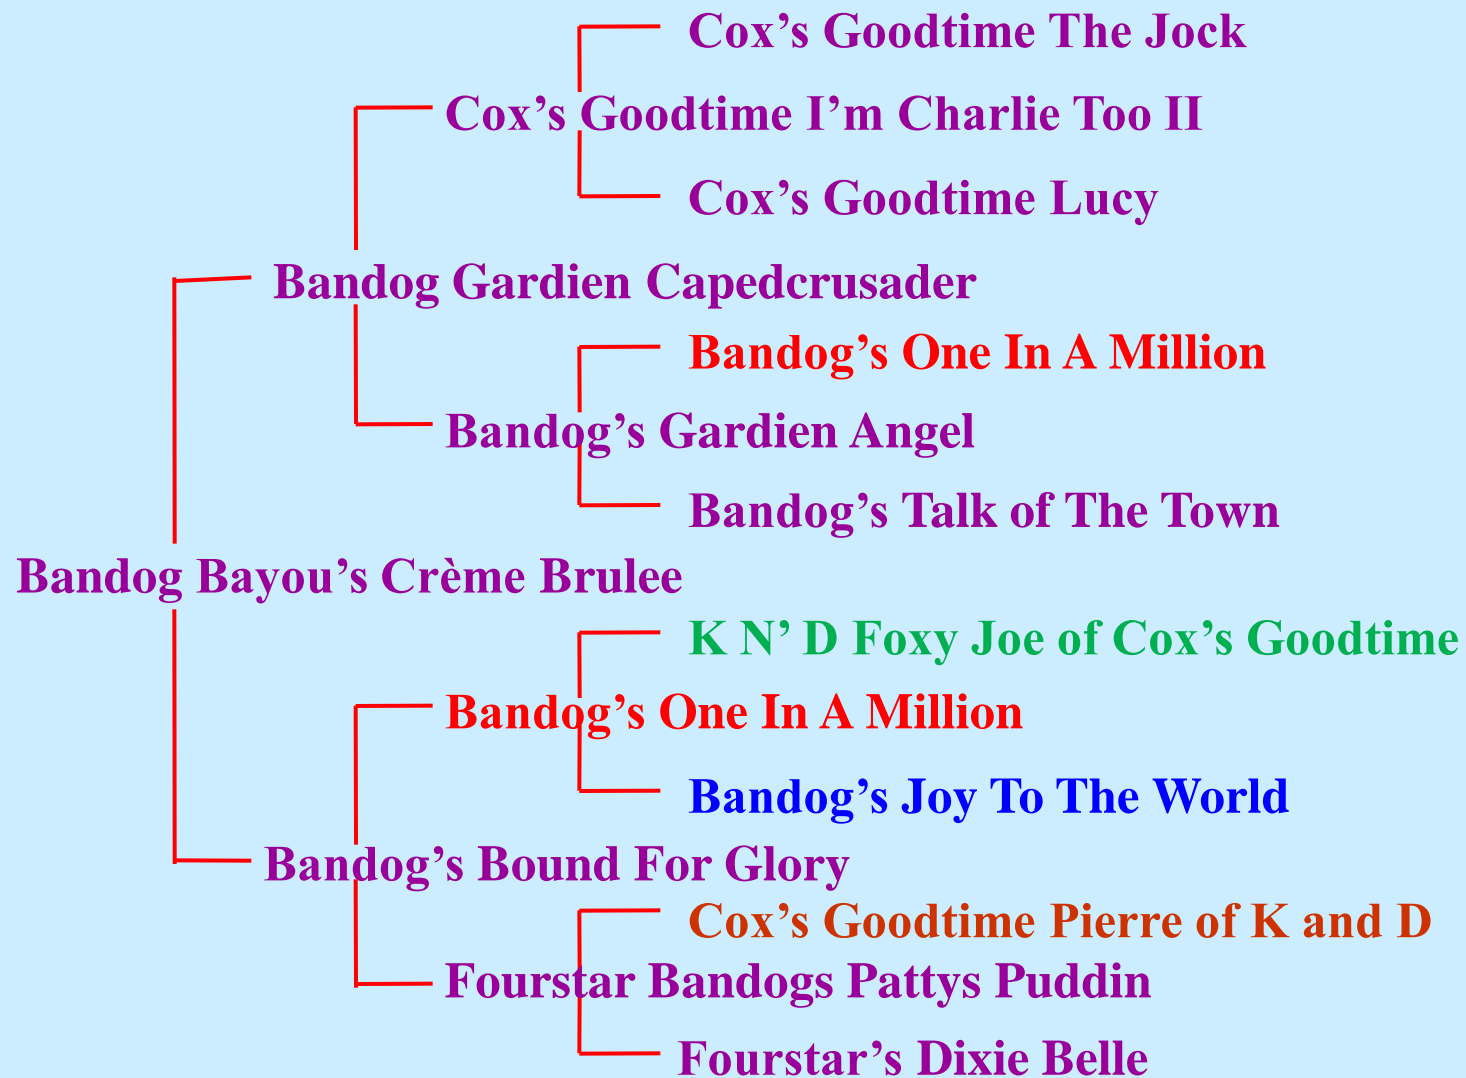 Cox’s Goodtime The Jock
Cox’s Goodtime I’m Charlie Too II
Cox’s Goodtime Lucy
Bandog Gardien Capedcrusader
Bandog’s One In A Million
Bandog’s Gardien Angel
Bandog’s Talk of The Town
Bandog Bayou’s Crème Brulee
K N’ D Foxy Joe of Cox’s Goodtime
Bandog’s One In A Million
Bandog’s Joy To The World
Bandog’s Bound For Glory
Cox’s Goodtime Pierre of K and D
Fourstar Bandogs Pattys Puddin
Fourstar’s Dixie Belle